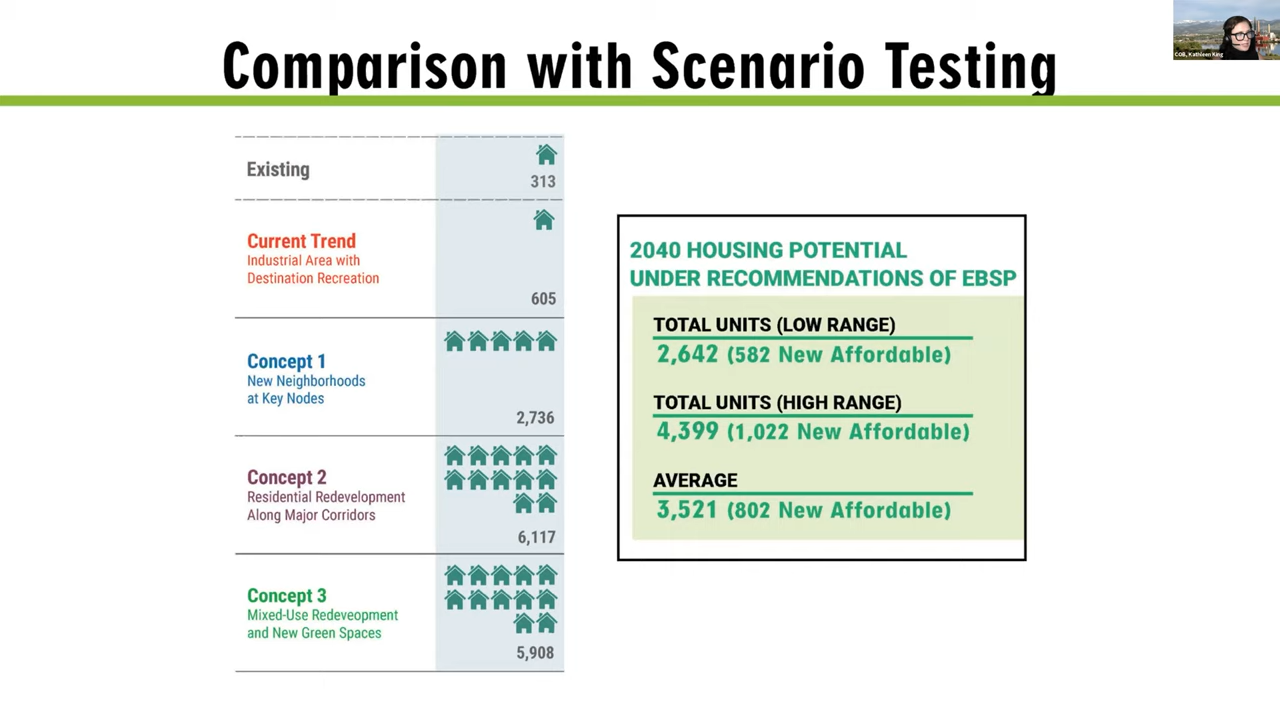 Comparison with Scenario Testing
COB, Kathleen King
Existing
313
Current Trend
Industrial Area with
Destination Recreation
605
Concept 1
New Neighborhoods
at Key Nodes
2,736
Concept 2
Residential Redevelopment
Along Major Corridors
6,117
Concept 3
Mixed-Use Redeveopment
and New Green Spaces
5,908
2040 HOUSING POTENTIAL
UNDER RECOMMENDATIONS OF EBSP
TOTAL UNITS (LOW RANGE)
2,642 (582 New Affordable)
TOTAL UNITS (HIGH RANGE)
4,399 (1,022 New Affordable)
AVERAGE
3,521 (802 New Affordable)